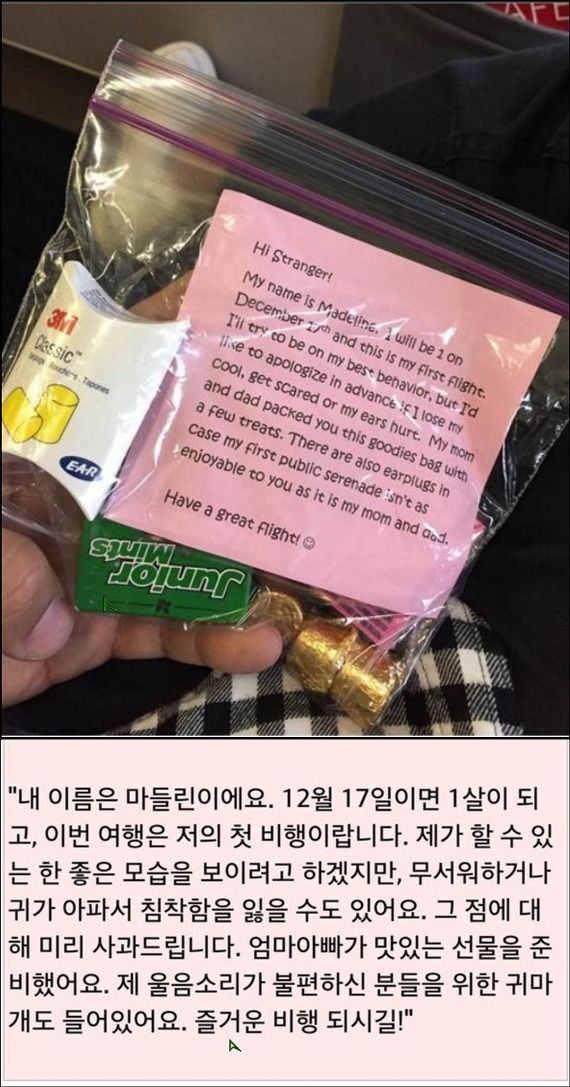 AFE
Hi Stranger!
My name is Madeline. I will be 1 on
December 17th and this is my first flight.
I'll try to be on my best behavior, but I'd
like to apologize in advance if I lose my
cool, get scared or my ears hurt. My mom
and dad packed you this goodies bag with
a few treats. There are also earplugs in
case my first public serenade isn't as
enjoyable to you as it is my mom and dad.
Have a great flight! ☺
3M
Classic™
Earplugs • Bouchons • Tapones
E·A·R
Junior
Mints
"내 이름은 마들린이에요. 12월 17일이면 1살이 되
고, 이번 여행은 저의 첫 비행이랍니다. 제가 할 수 있
는 한 좋은 모습을 보이려고 하겠지만, 무서워하거나
귀가 아파서 침착함을 잃을 수도 있어요. 그 점에 대
해 미리 사과드립니다. 엄마아빠가 맛있는 선물을 준
비했어요. 제 울음소리가 불편하신 분들을 위한 귀마
개도 들어있어요. 즐거운 비행 되시길!"